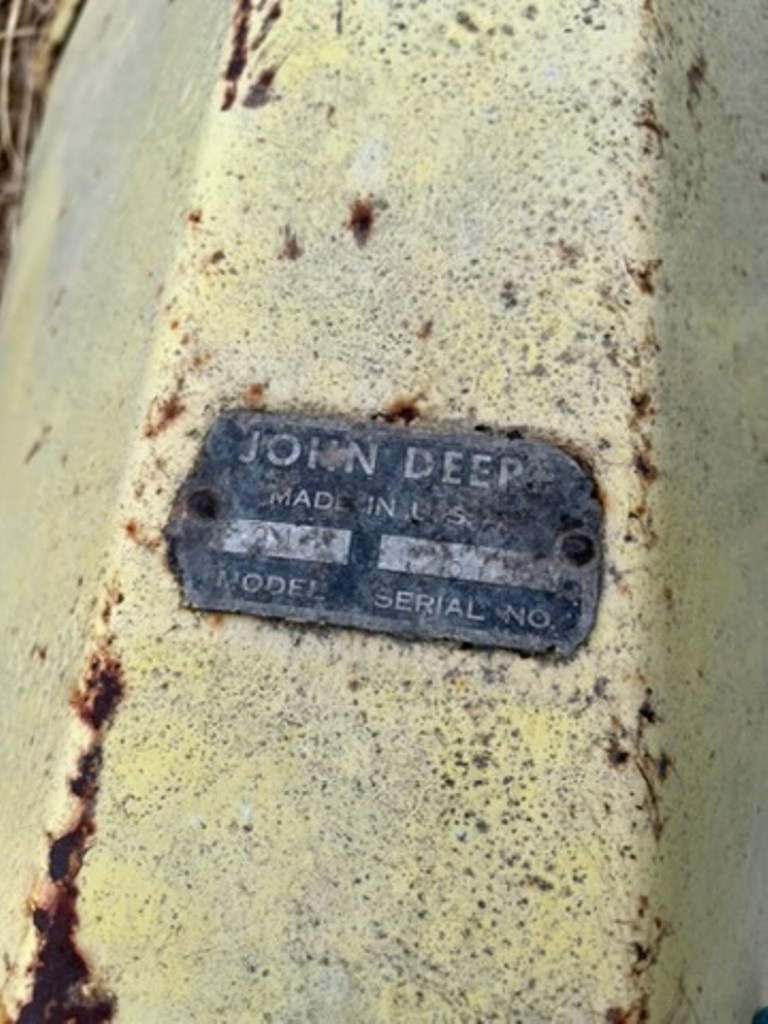 JOHN DEERE
MADE IN U.S.A.
MODEL SERIAL NO.